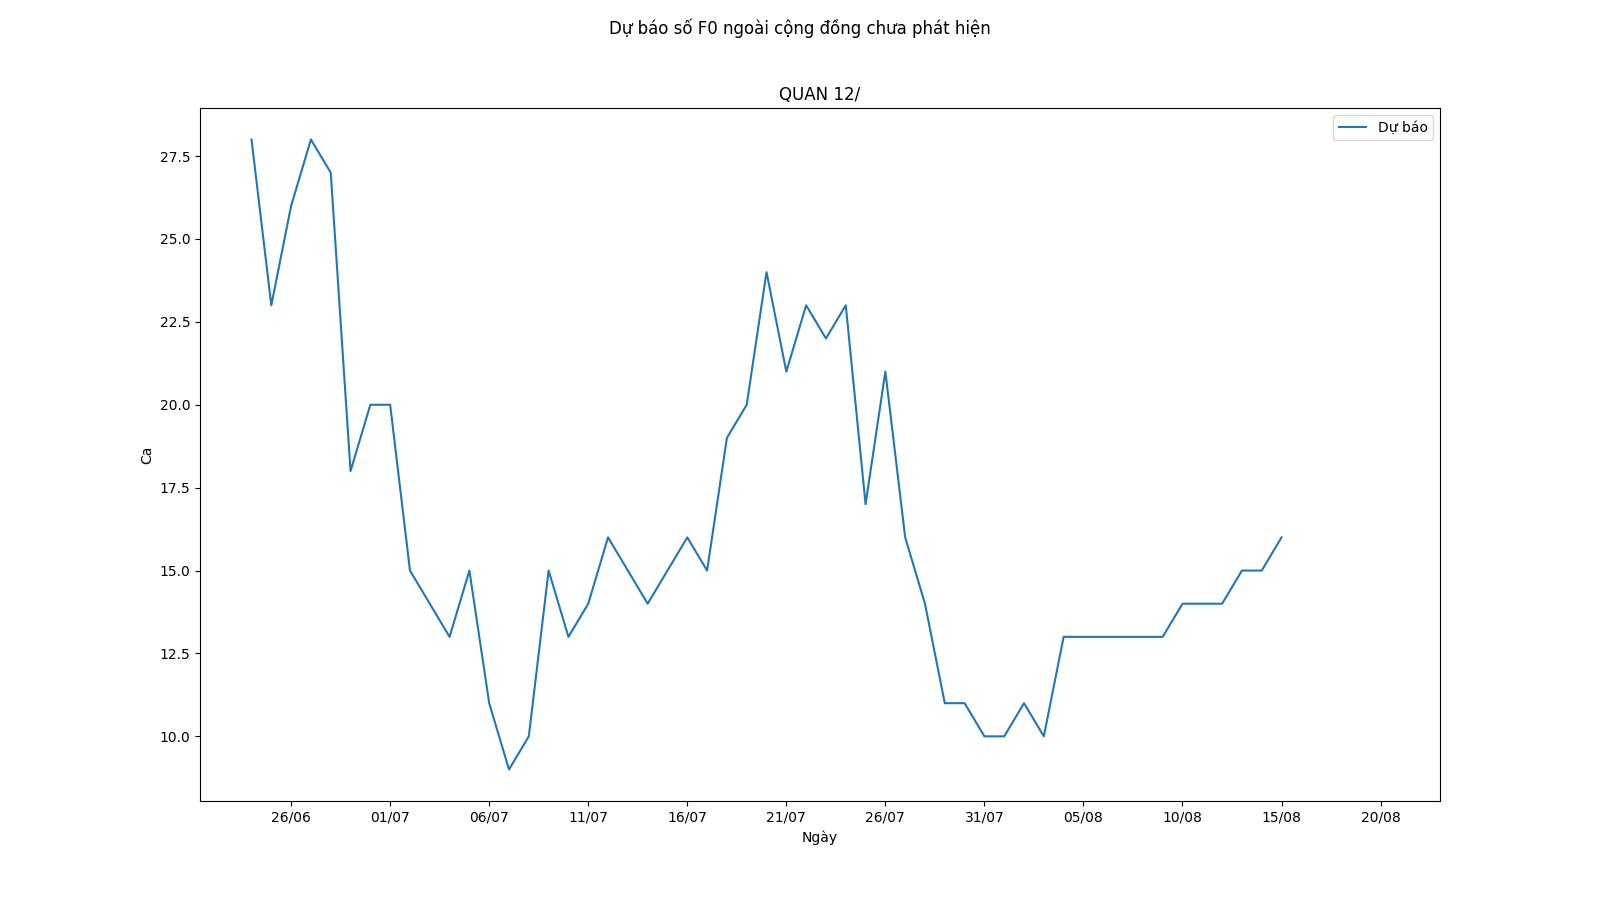 Dự báo số F0 ngoài cộng đồng chưa phát hiện
QUAN 12/
Dự báo
27.5
25.0
22.5
20.0
17.5
15.0
12.5
10.0
Ca
26/06 01/07 06/07 11/07 16/07 21/07 26/07 31/07 05/08 10/08 15/08 20/08
Ngày